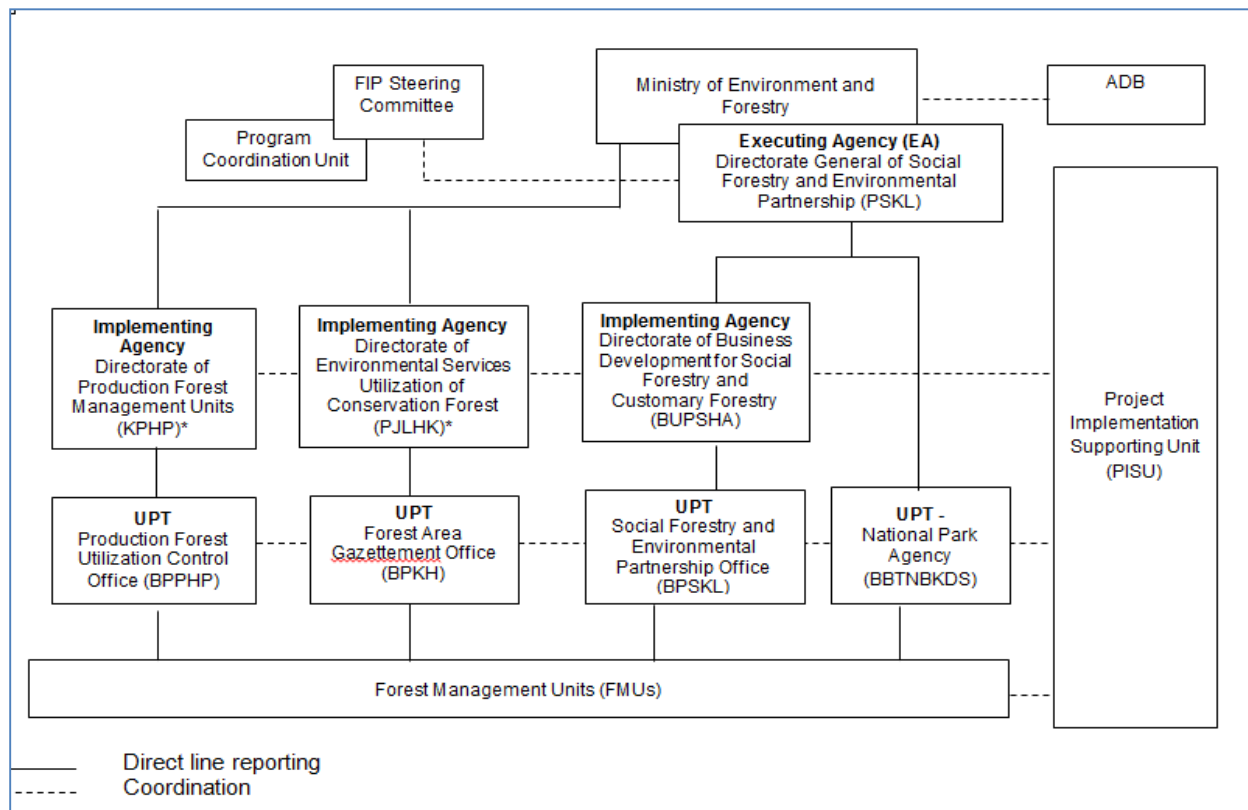 FIP Steering
Committee
Program
Coordination Unit
Ministry of Environment and
Forestry
ADB
Executing Agency (EA)
Directorate General of Social
Forestry and Environmental
Partnership (PSKL)
Implementing
Agency
Directorate of
Production Forest
Management Units
(KPHP)*
Implementing Agency
Directorate of
Environmental Services
Utilization of
Conservation Forest
(PJLHK)*
Implementing Agency
Directorate of Business
Development for Social
Forestry and
Customary Forestry
(BUPSHA)
Project
Implementation
Supporting Unit
(PISU)
UPT
Production Forest
Utilization Control
Office (BPPHP)
UPT
Forest Area
Gazettement Office
(BPKH)
UPT
Social Forestry and
Environmental
Partnership Office
(BPSKL)
UPT -
National Park
Agency
(BBTNBKDS)
Forest Management Units (FMUs)
Direct line reporting
Coordination